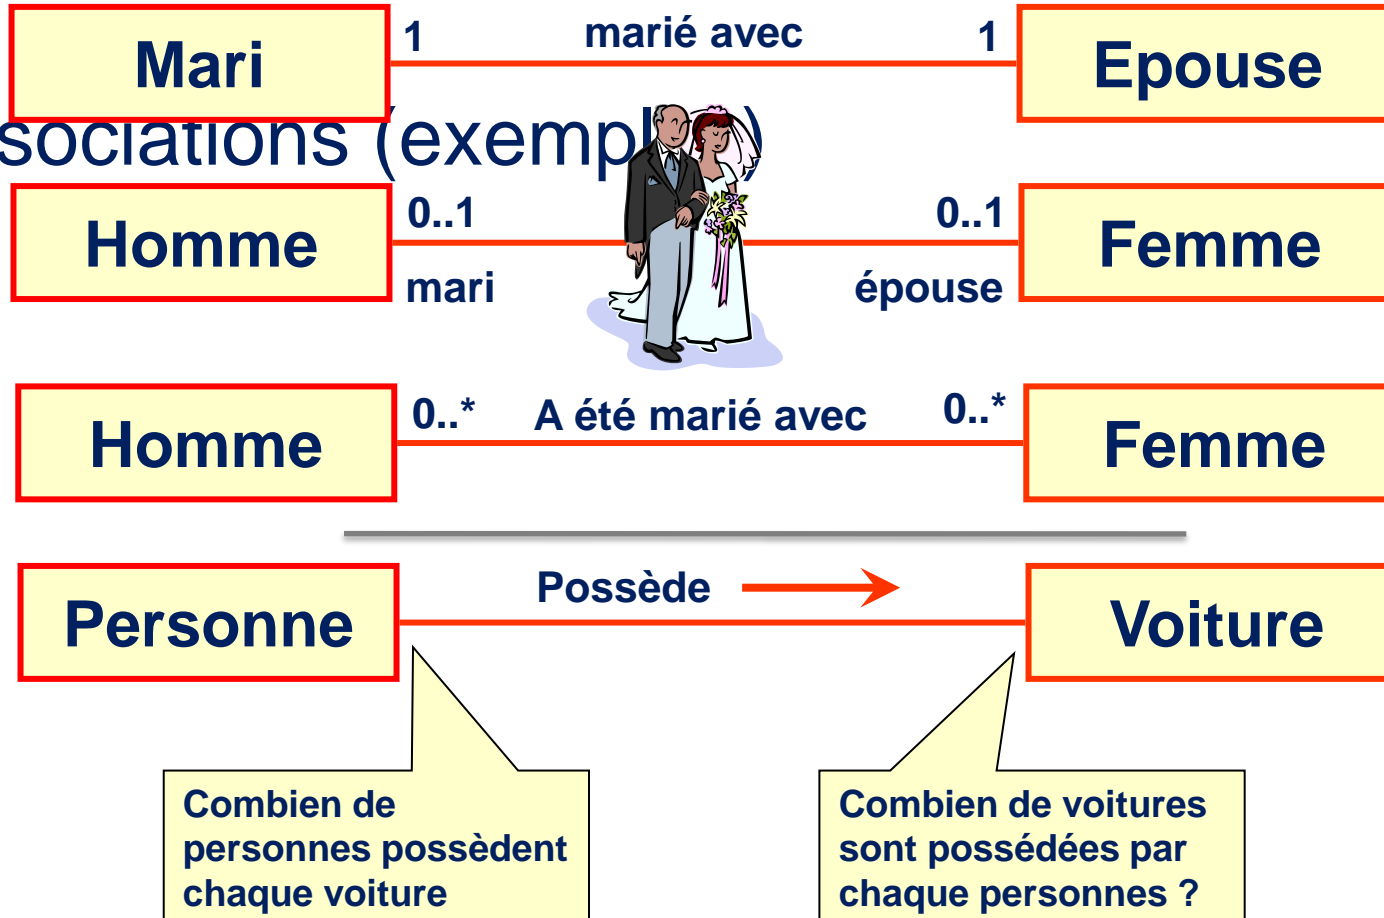 Mari
1
marié avec
1
Epouse
sociations (exempl
Homme
0..1
0..1
Femme
mari
épouse
Homme
0..*
A été marié avec
0..*
Femme
Personne
Possède
Voiture
Combien de
personnes possèdent
chaque voiture
Combien de voitures
sont possédées par
chaque personnes ?